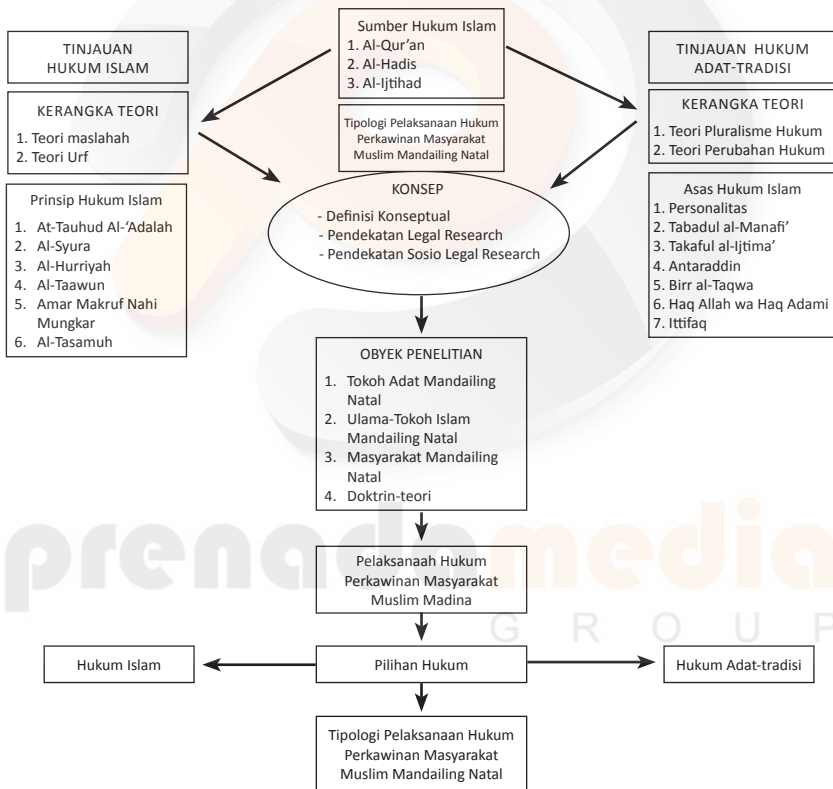 Sumber Hukum Islam
1. Al-Qur'an
2. Al-Hadis
3. Al-Ijtihad
TINJAUAN
HUKUM ISLAM
TINJAUAN HUKUM
ADAT-TRADISI
KERANGKA TEORI
1. Teori maslahah
2. Teori Urf
Tipologi Pelaksanaan Hukum
Perkawinan Masyarakat
Muslim Mandailing Natal
KERANGKA TEORI
1. Teori Pluralisme Hukum
2. Teori Perubahan Hukum
Prinsip Hukum Islam
1. At-Tauhud Al-'Adalah
2. Al-Syura
3. Al-Hurriyah
4. Al-Taawun
5. Amar Makruf Nahi
Mungkar
6. Al-Tasamuh
KONSEP
- Definisi Konseptual
- Pendekatan Legal Research
- Pendekatan Sosio Legal Research
Asas Hukum Islam
1. Personalitas
2. Tabadul al-Manafi'
3. Takaful al-Ijtima'
4. Antaraddin
5. Birr al-Taqwa
6. Haq Allah wa Haq Adami
7. Ittifaq
OBYEK PENELITIAN
1. Tokoh Adat Mandailing
Natal
2. Ulama-Tokoh Islam
Mandailing Natal
3. Masyarakat Mandailing
Natal
4. Doktrin-teori
prenadamedia
GROUP
Pelaksanaah Hukum
Perkawinan Masyarakat
Muslim Madina
Hukum Islam
Pilihan Hukum
Hukum Adat-tradisi
Tipologi Pelaksanaan Hukum
Perkawinan Masyarakat
Muslim Mandailing Natal